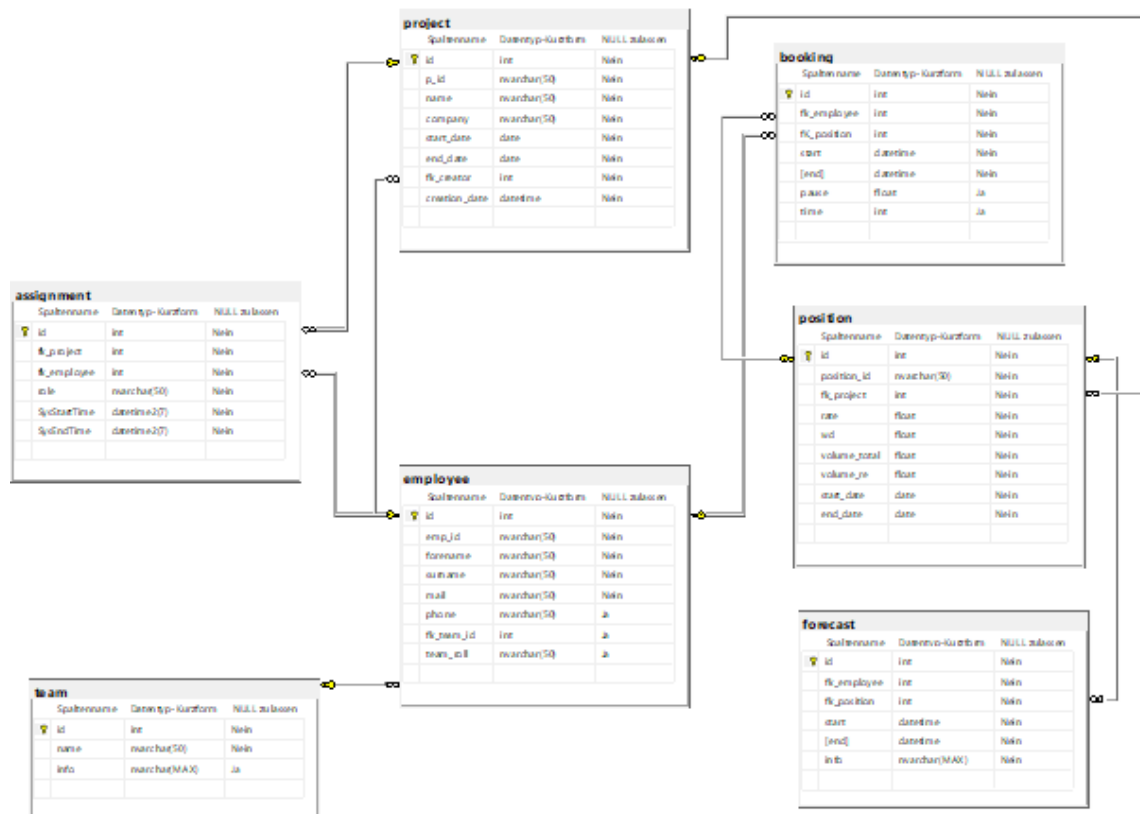 project
Spaltenname Datentyp-Kurzform NULL zulassen
id int Nein
p_id nvarchar(50) Nein
name nvarchar(50) Nein
company nvarchar(50) Nein
start_date date Nein
end_date date Nein
fk_creator int Nein
creation_date datetime Nein
booking
Spaltenname Datentyp-Kurzform NULL zulassen
id int Nein
fk_employee int Nein
fK_position int Nein
start datetime Nein
[end] datetime Nein
pause float Ja
time int Ja
assignment
Spaltenname Datentyp-Kurzform NULL zulassen
id int Nein
fk_project int Nein
fk_employee int Nein
role nvarchar(50) Nein
SysStartTime datetime2(7) Nein
SysEndTime datetime2(7) Nein
position
Spaltenname Datentyp-Kurzform NULL zulassen
id int Nein
position_id nvarchar(50) Nein
fk_project int Nein
rate float Nein
wd float Nein
volume_total float Nein
volume_re float Nein
start_date date Nein
end_date date Nein
employee
Spaltenname Datentyp-Kurzform NULL zulassen
id int Nein
emp_id nvarchar(50) Nein
forename nvarchar(50) Nein
surname nvarchar(50) Nein
mail nvarchar(50) Nein
phone nvarchar(50) Ja
fk_team_id int Ja
team_roll nvarchar(50) Ja
forecast
Spaltenname Datentyp-Kurzform NULL zulassen
id int Nein
fk_employee int Nein
fk_position int Nein
start datetime Nein
[end] datetime Nein
info nvarchar(MAX) Nein
team
Spaltenname Datentyp-Kurzform NULL zulassen
id int Nein
name nvarchar(50) Nein
info nvarchar(MAX) Ja